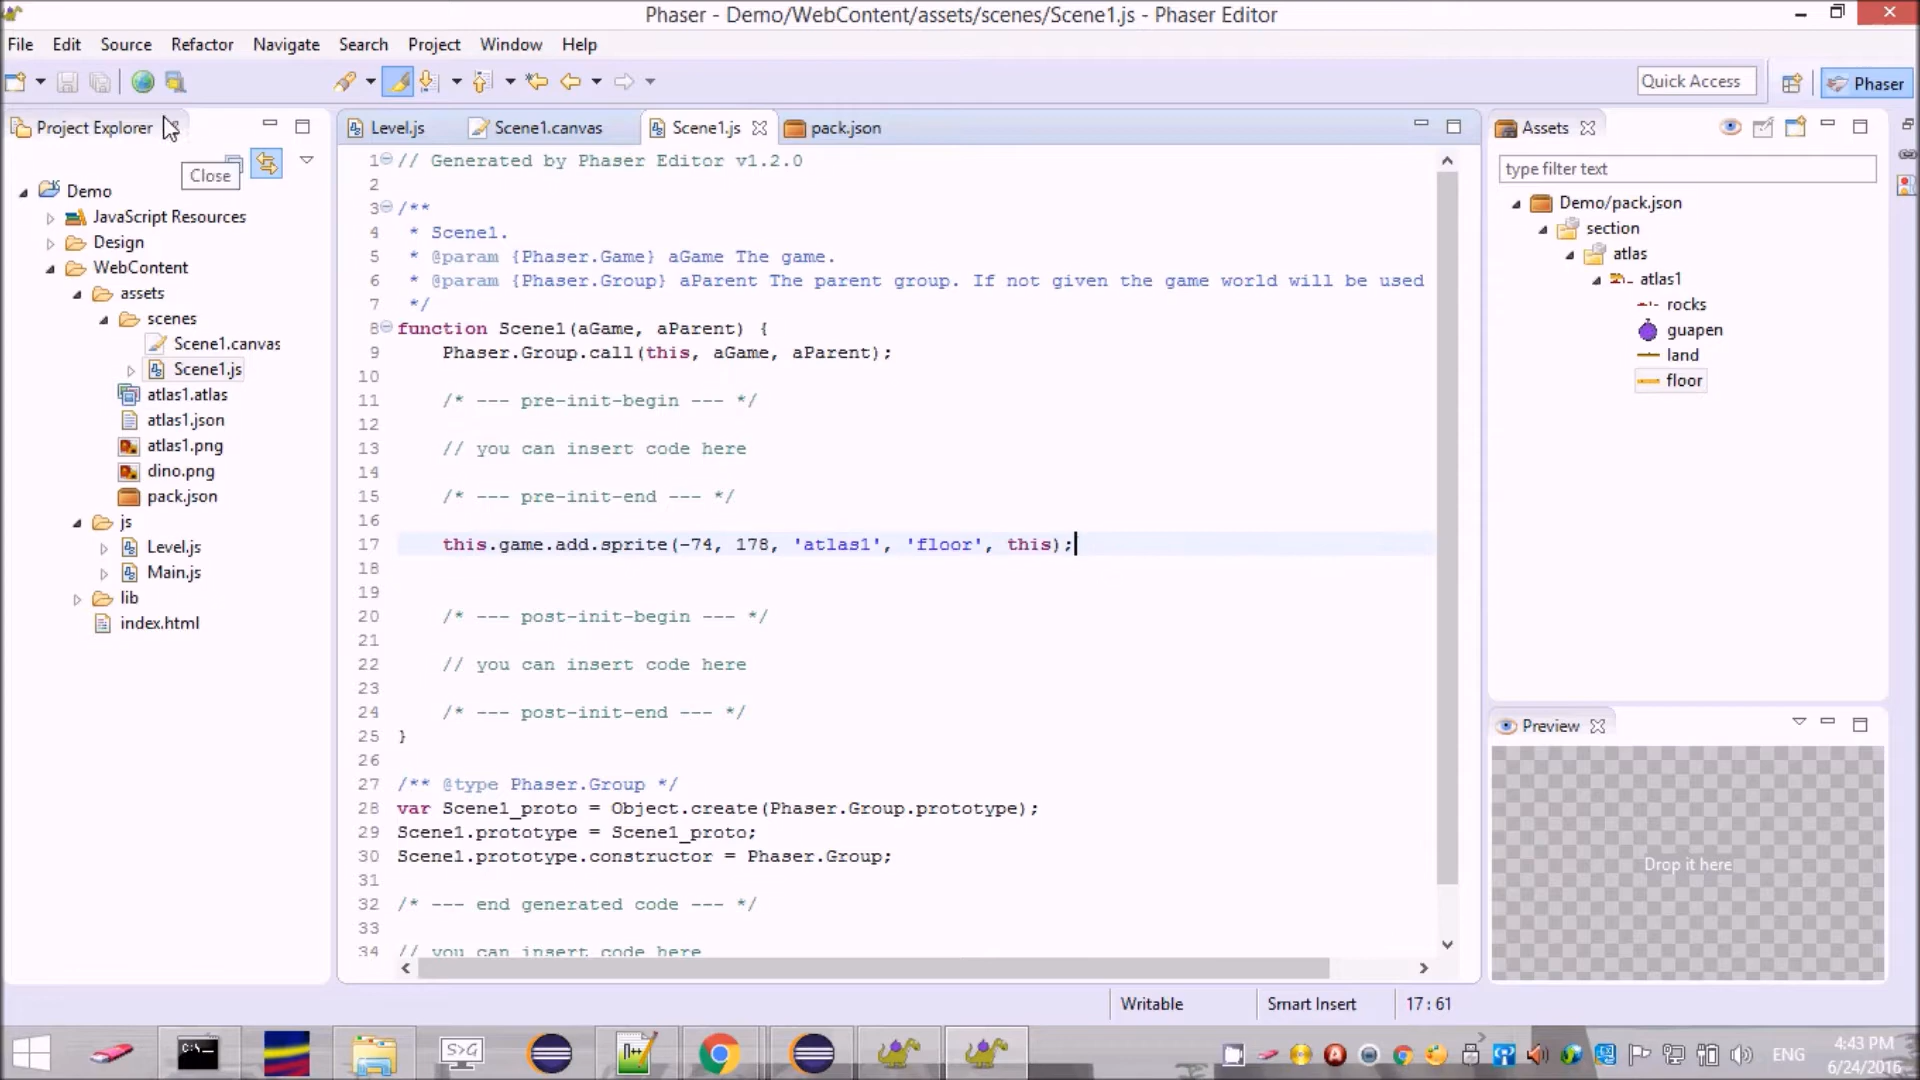 Phaser - Demo/WebContent/assets/scenes/Scene1.js - Phaser Editor
File Edit Source Refactor Navigate Search Project Window Help
Quick Access
Phaser
Project Explorer
Close
Demo
JavaScript Resources
Design
WebContent
assets
scenes
Scene1.canvas
Scene1.js
atlas1.atlas
atlas1.json
atlas1.png
dino.png
pack.json
js
Level.js
Main.js
lib
index.html
Level.js Scene1.canvas Scene1.js pack.json
1 // Generated by Phaser Editor v1.2.0
2
3 /**
4 * Scene1.
5 * @param {Phaser.Game} aGame The game.
6 * @param {Phaser.Group} aParent The parent group. If not given the game world will be used
7 */
8 function Scene1(aGame, aParent) {
9 Phaser.Group.call(this, aGame, aParent);
10
11 /* --- pre-init-begin --- */
12
13 // you can insert code here
14
15 /* --- pre-init-end --- */
16
17 this.game.add.sprite(-74, 178, 'atlas1', 'floor', this);
18
19
20 /* --- post-init-begin --- */
21
22 // you can insert code here
23
24 /* --- post-init-end --- */
25 }
26
27 /** @type Phaser.Group */
28 var Scene1_proto = Object.create(Phaser.Group.prototype);
29 Scene1.prototype = Scene1_proto;
30 Scene1.prototype.constructor = Phaser.Group;
31
32 /* --- end generated code --- */
33
34 // you can insert code here
Writable Smart Insert 17 : 61
Assets
type filter text
Demo/pack.json
section
atlas
atlas1
rocks
guapen
land
floor
Preview
Drop it here
C:\.
S>G
n++
ENG
4:43 PM
6/24/2016